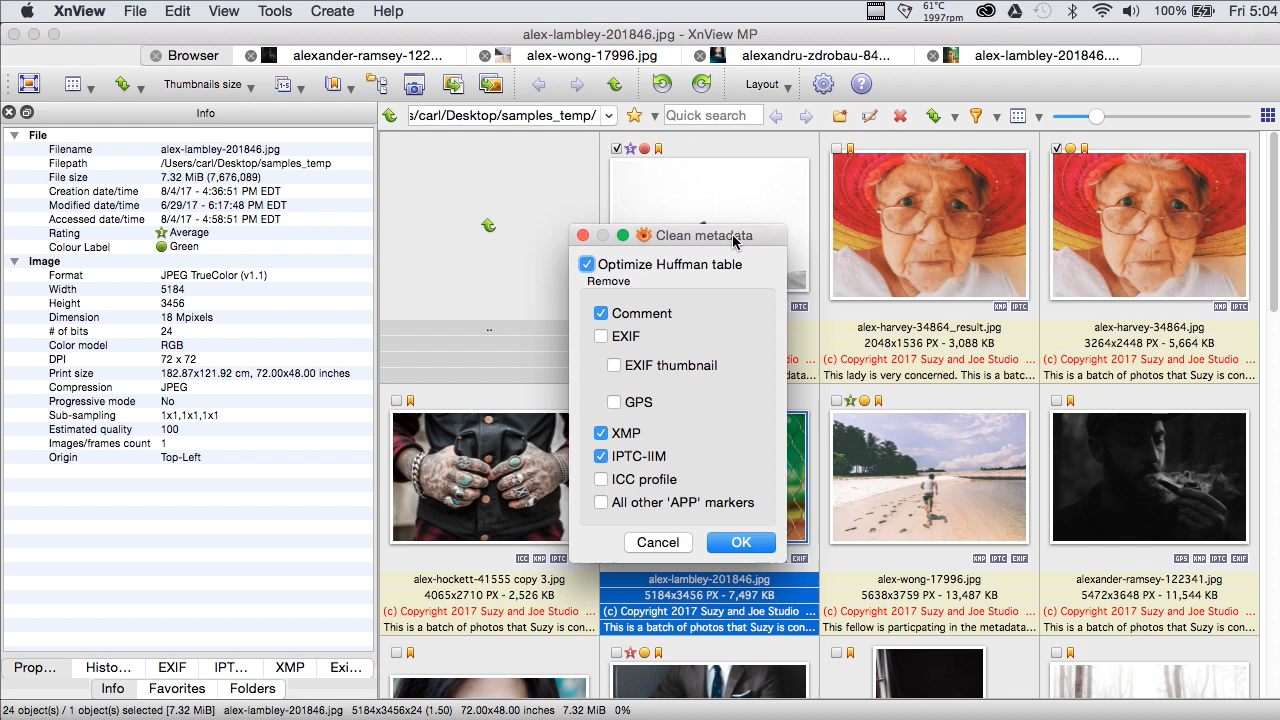 XnView File Edit View Tools Create Help 61°C 1997rpm 100% Fri 5:04
alex-lambley-201846.jpg - XnView MP
Browser alexander-ramsey-122... alex-wong-17996.jpg alexandru-zdrobau-84... alex-lambley-201846....
Thumbnails size Layout
Info
:/carl/Desktop/samples_temp/ Quick search
File
Filename alex-lambley-201846.jpg
Filepath /Users/carl/Desktop/samples_temp
File size 7.32 MiB (7,676,089)
Creation date/time 8/4/17 - 4:36:51 PM EDT
Modified date/time 6/29/17 - 6:17:48 PM EDT
Accessed date/time 8/4/17 - 4:58:51 PM EDT
Rating Average
Colour Label Green
Image
Format JPEG TrueColor (v1.1)
Width 5184
Height 3456
Dimension 18 Mpixels
# of bits 24
Color model RGB
DPI 72 x 72
Print size 182.87x121.92 cm, 72.00x48.00 inches
Compression JPEG
Progressive mode No
Sub-sampling 1x1,1x1,1x1
Estimated quality 100
Images/frames count 1
Origin Top-Left
Prop... Histo... EXIF IPT... XMP Exi...
Info Favorites Folders
..
Clean metadata
Optimize Huffman table
Remove
Comment
EXIF
EXIF thumbnail
GPS
XMP
IPTC-IIM
ICC profile
All other 'APP' markers
Cancel OK
IPTC
dio ...
data...
XMP IPTC
alex-harvey-34864_result.jpg
2048x1536 PX - 3,088 KB
(c) Copyright 2017 Suzy and Joe Studio ...
This lady is very concerned. This is a batc...
XMP IPTC
alex-harvey-34864.jpg
3264x2448 PX - 5,664 KB
(c) Copyright 2017 Suzy and Joe Studio ...
This is a batch of photos that Suzy is con...
ICC XMP IPTC
alex-hockett-41555 copy 3.jpg
4065x2710 PX - 2,526 KB
(c) Copyright 2017 Suzy and Joe Studio ...
This is a batch of photos that Suzy is con...
EXIF
alex-lambley-201846.jpg
5184x3456 PX - 7,497 KB
(c) Copyright 2017 Suzy and Joe Studio ...
This is a batch of photos that Suzy is con...
XMP IPTC EXIF
alex-wong-17996.jpg
5638x3759 PX - 13,487 KB
(c) Copyright 2017 Suzy and Joe Studio ...
This fellow is particpating in the metadata...
GPS XMP IPTC EXIF
alexander-ramsey-122341.jpg
5472x3648 PX - 11,544 KB
(c) Copyright 2017 Suzy and Joe Studio ...
This is a batch of photos that Suzy is con...
24 object(s) / 1 object(s) selected [7.32 MiB] alex-lambley-201846.jpg 5184x3456x24 (1.50) 72.00x48.00 inches 7.32 MiB 0%